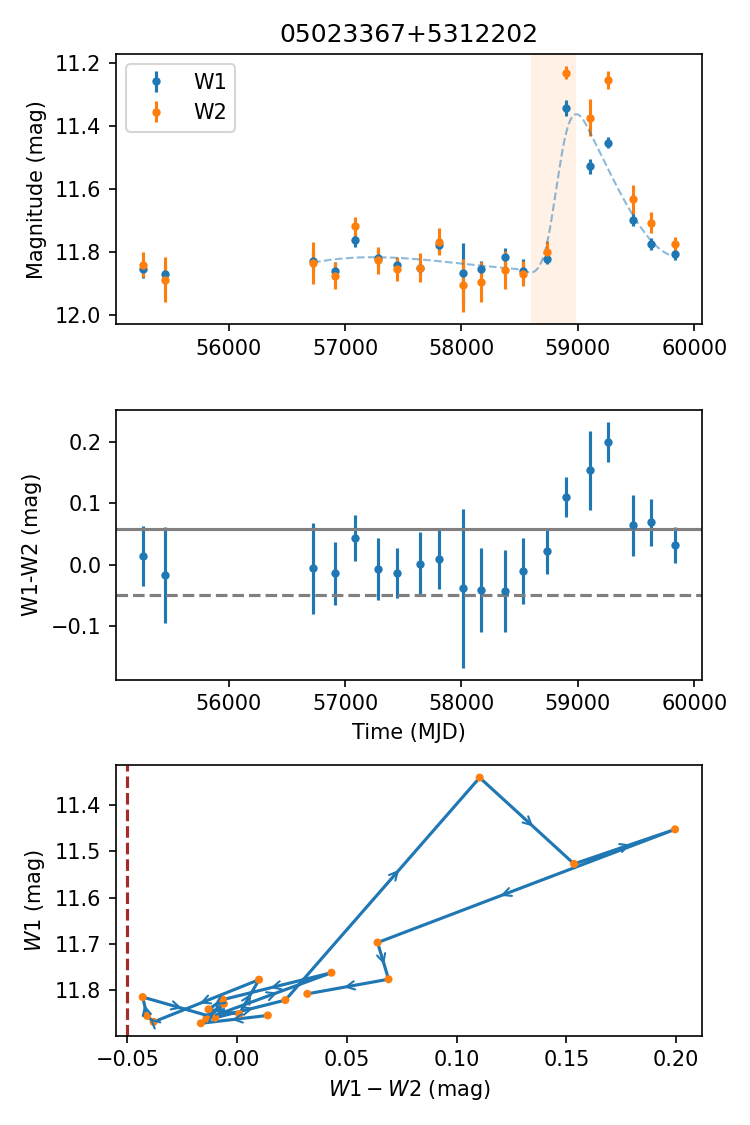 05023367+5312202
Magnitude (mag)
11.2
11.4
11.6
11.8
12.0
W1
W2
56000 57000 58000 59000 60000
W1-W2 (mag)
0.2
0.1
0.0
−0.1
56000 57000 58000 59000 60000
Time (MJD)
W1 (mag)
11.4
11.5
11.6
11.7
11.8
−0.05 0.00 0.05 0.10 0.15 0.20
W1 − W2 (mag)